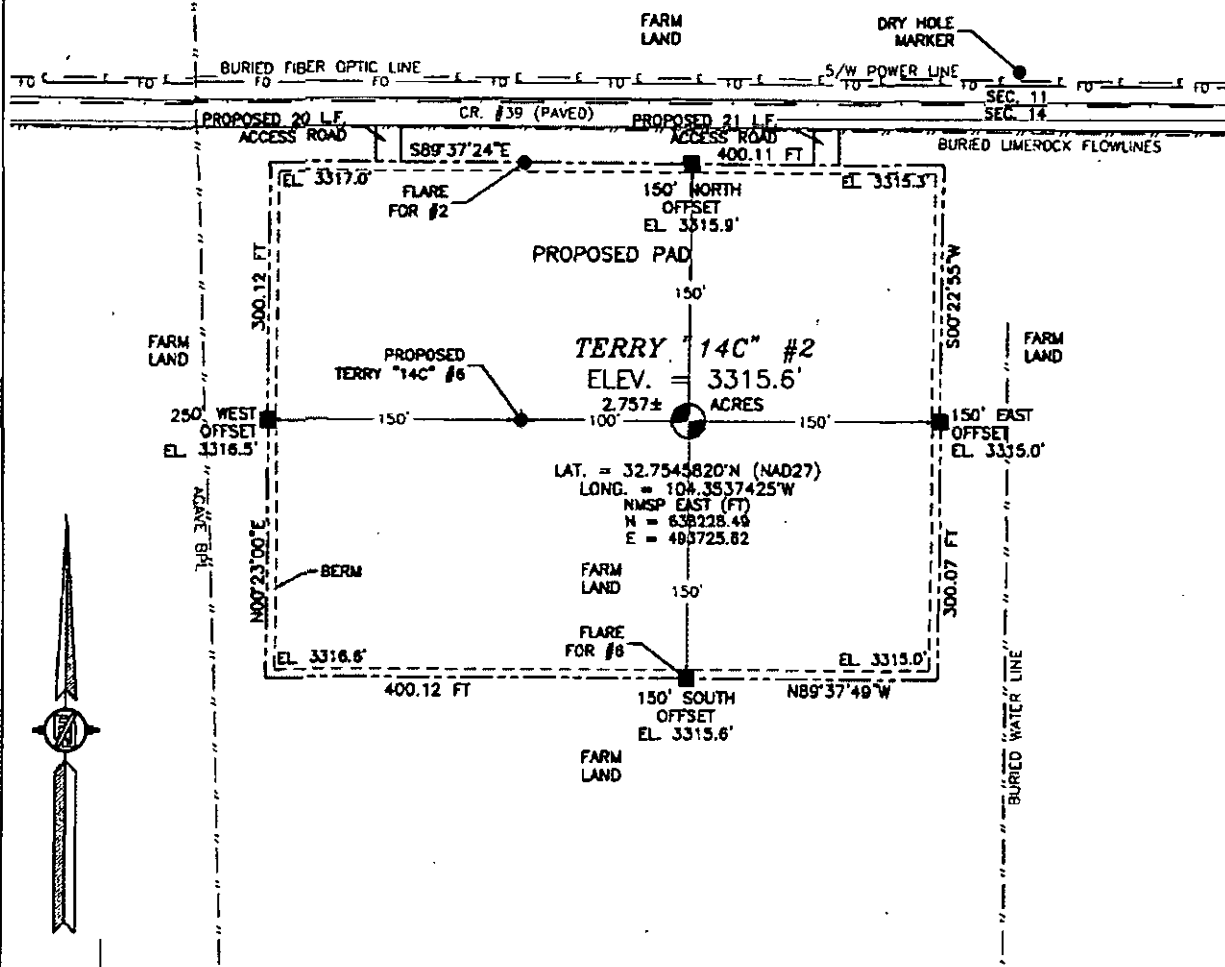 FARM
LAND
DRY HOLE
MARKER
BURIED FIBER OPTIC LINE
S/W POWER LINE
FO E E FO E FO E E FO E E FO E E FO E E FO E E FO E FO
SEC. 11
SEC. 14
CR. #39 (PAVED)
PROPOSED 20 L.F.
ACCESS ROAD
PROPOSED 21 L.F.
ACCESS ROAD
BURIED LIMEROCK FLOWLINES
S89°37'24"E
400.11 FT
EL. 3317.0'
FLARE
FOR #2
150' NORTH
OFFSET
EL. 3315.9'
EL. 3315.3'
PROPOSED PAD
150'
300.12 FT
S00°22'55"W
FARM
LAND
PROPOSED
TERRY "14C" #6
TERRY "14C" #2
ELEV. = 3315.6'
2.757± ACRES
FARM
LAND
250' WEST
OFFSET
EL. 3316.5'
150'
100'
150'
150' EAST
OFFSET
EL. 3315.0'
LAT. = 32.7545820°N (NAD27)
LONG. = 104.3537425°W
NMSP EAST (FT)
N = 638228.49
E = 493725.82
AGAVE BPL
N00°23'00"E
BERM
FARM
LAND
150'
300.07 FT
FLARE
FOR #6
EL. 3316.6'
EL. 3315.0'
400.12 FT
N89°37'49"W
150' SOUTH
OFFSET
EL. 3315.6'
BURIED WATER LINE
FARM
LAND